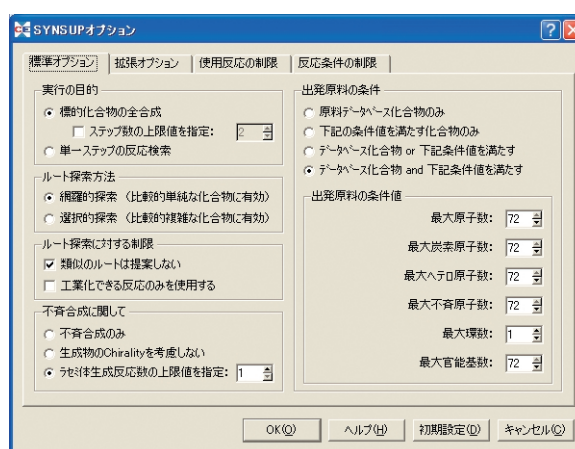 SYNSUPオプション
標準オプション
拡張オプション
使用反応の制限
反応条件の制限
実行の目的
標的化合物の全合成
ステップ数の上限値を指定: 2
単一ステップの反応検索
ルート探索方法
網羅的探索 (比較的単純な化合物に有効)
選択的探索 (比較的複雑な化合物に有効)
ルート探索に対する制限
類似のルートは提案しない
工業化できる反応のみを使用する
不斉合成に関して
不斉合成のみ
生成物のChiralityを考慮しない
ラセミ体生成反応数の上限値を指定: 1
出発原料の条件
原料データベース化合物のみ
下記の条件値を満たす化合物のみ
データベース化合物 or 下記条件値を満たす
データベース化合物 and 下記条件値を満たす
出発原料の条件値
最大原子数: 72
最大炭素原子数: 72
最大ヘテロ原子数: 72
最大不斉原子数: 72
最大環数: 1
最大官能基数: 72
OK(O)
ヘルプ(H)
初期設定(D)
キャンセル(C)